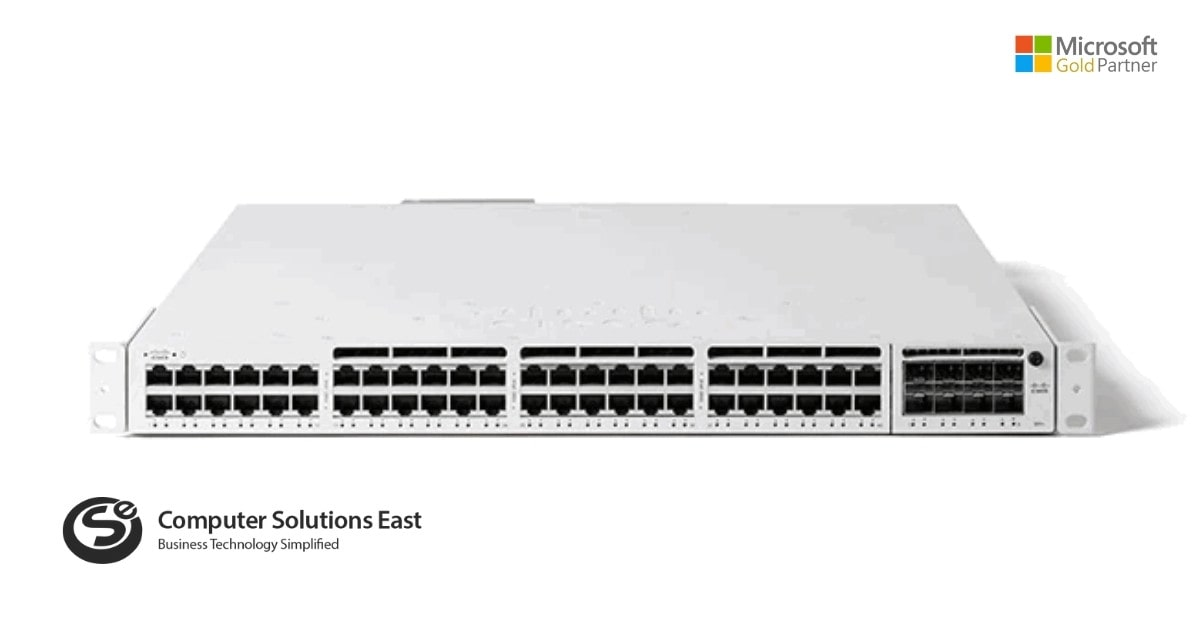 Microsoft
Gold Partner
Computer Solutions East
Business Technology Simplified